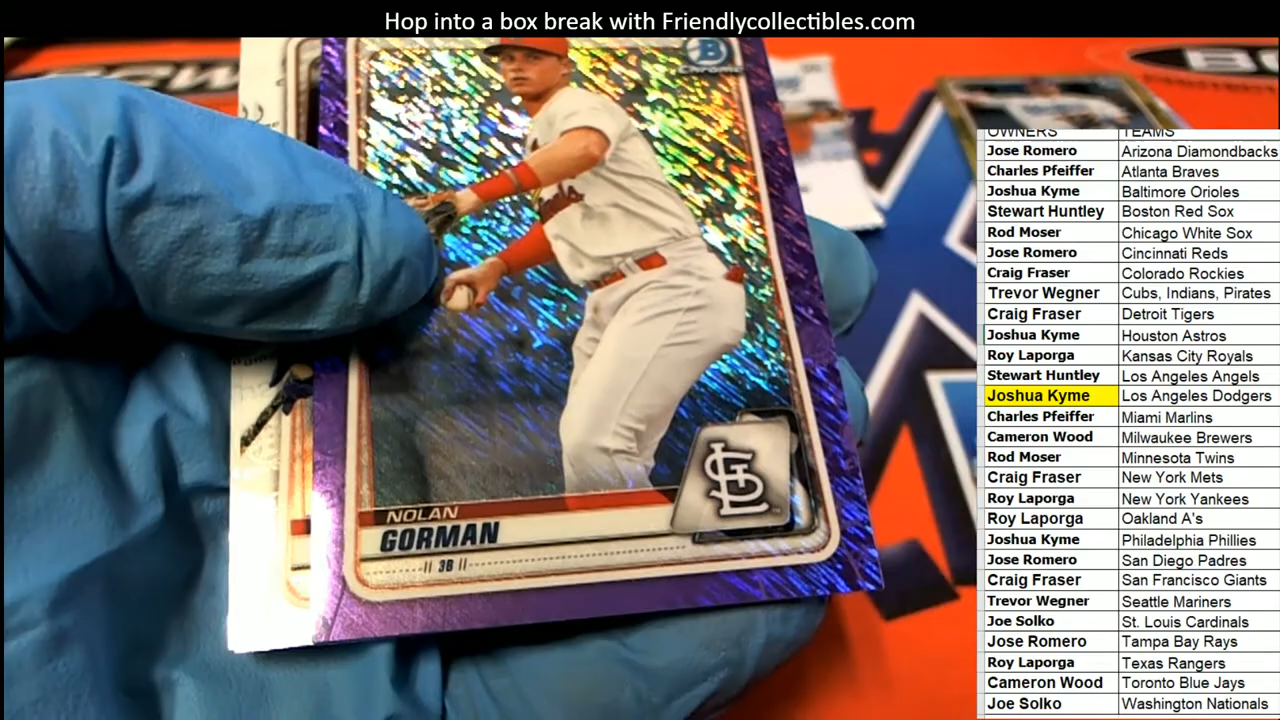 Hop into a box break with Friendlycollectibles.com
B
Chrome
NOLAN
GORMAN
3B
STL
OWNERS TEAMS
Jose Romero Arizona Diamondbacks
Charles Pfeiffer Atlanta Braves
Joshua Kyme Baltimore Orioles
Stewart Huntley Boston Red Sox
Rod Moser Chicago White Sox
Jose Romero Cincinnati Reds
Craig Fraser Colorado Rockies
Trevor Wegner Cubs, Indians, Pirates
Craig Fraser Detroit Tigers
Joshua Kyme Houston Astros
Roy Laporga Kansas City Royals
Stewart Huntley Los Angeles Angels
Joshua Kyme Los Angeles Dodgers
Charles Pfeiffer Miami Marlins
Cameron Wood Milwaukee Brewers
Rod Moser Minnesota Twins
Craig Fraser New York Mets
Roy Laporga New York Yankees
Roy Laporga Oakland A's
Joshua Kyme Philadelphia Phillies
Jose Romero San Diego Padres
Craig Fraser San Francisco Giants
Trevor Wegner Seattle Mariners
Joe Solko St. Louis Cardinals
Jose Romero Tampa Bay Rays
Roy Laporga Texas Rangers
Cameron Wood Toronto Blue Jays
Joe Solko Washington Nationals